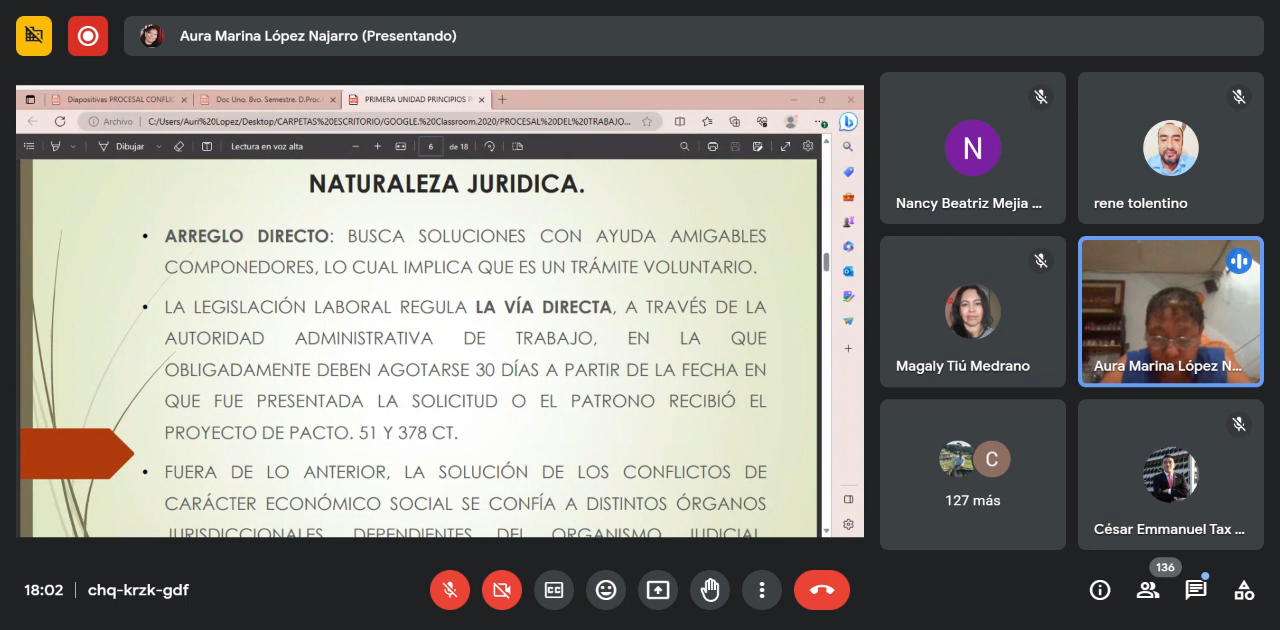 Aura Marina López Najarro (Presentando)
Diapositivas PROCESAL CONFLIC
Doc Uno. 8vo. Semestre. D.Proc.
PRIMERA UNIDAD PRINCIPIOS
Archivo
C:/Users/Auri%20Lopez/Desktop/CARPETAS%20ESCRITORIO/GOOGLE.%20Classroom.2020/PROCESAL%20DEL%20TRABAJO...
Dibujar
Lectura en voz alta
6
de 18
NATURALEZA JURIDICA.
• ARREGLO DIRECTO: BUSCA SOLUCIONES CON AYUDA AMIGABLES
COMPONEDORES, LO CUAL IMPLICA QUE ES UN TRÁMITE VOLUNTARIO.
• LA LEGISLACIÓN LABORAL REGULA LA VÍA DIRECTA, A TRAVÉS DE LA
AUTORIDAD ADMINISTRATIVA DE TRABAJO, EN LA QUE
OBLIGADAMENTE DEBEN AGOTARSE 30 DÍAS A PARTIR DE LA FECHA EN
QUE FUE PRESENTADA LA SOLICITUD O EL PATRONO RECIBIÓ EL
PROYECTO DE PACTO. 51 Y 378 CT.
• FUERA DE LO ANTERIOR, LA SOLUCIÓN DE LOS CONFLICTOS DE
CARÁCTER ECONÓMICO SOCIAL SE CONFÍA A DISTINTOS ÓRGANOS
JURISDICCIONALES, DEPENDIENTES DEL ORGANISMO JUDICIAL,
N
Nancy Beatriz Mejia ...
rene tolentino
Magaly Tiú Medrano
Aura Marina López N...
C
127 más
César Emmanuel Tax ...
18:02
chq-krzk-gdf
136